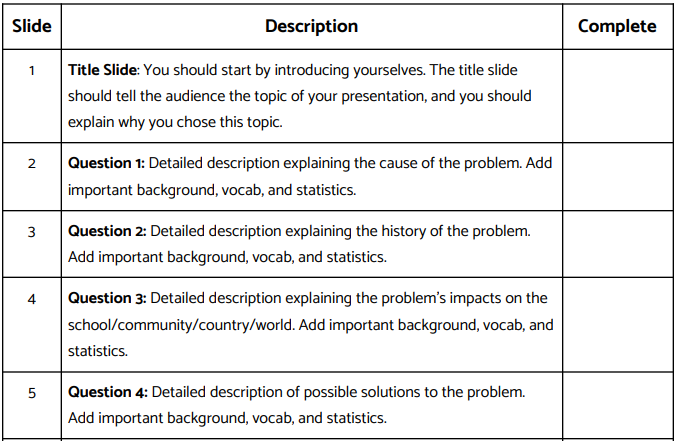 Slide Description Complete
1 Title Slide: You should start by introducing yourselves. The title slide
should tell the audience the topic of your presentation, and you should
explain why you chose this topic.
2 Question 1: Detailed description explaining the cause of the problem. Add
important background, vocab, and statistics.
3 Question 2: Detailed description explaining the history of the problem.
Add important background, vocab, and statistics.
4 Question 3: Detailed description explaining the problem's impacts on the
school/community/country/world. Add important background, vocab, and
statistics.
5 Question 4: Detailed description of possible solutions to the problem.
Add important background, vocab, and statistics.